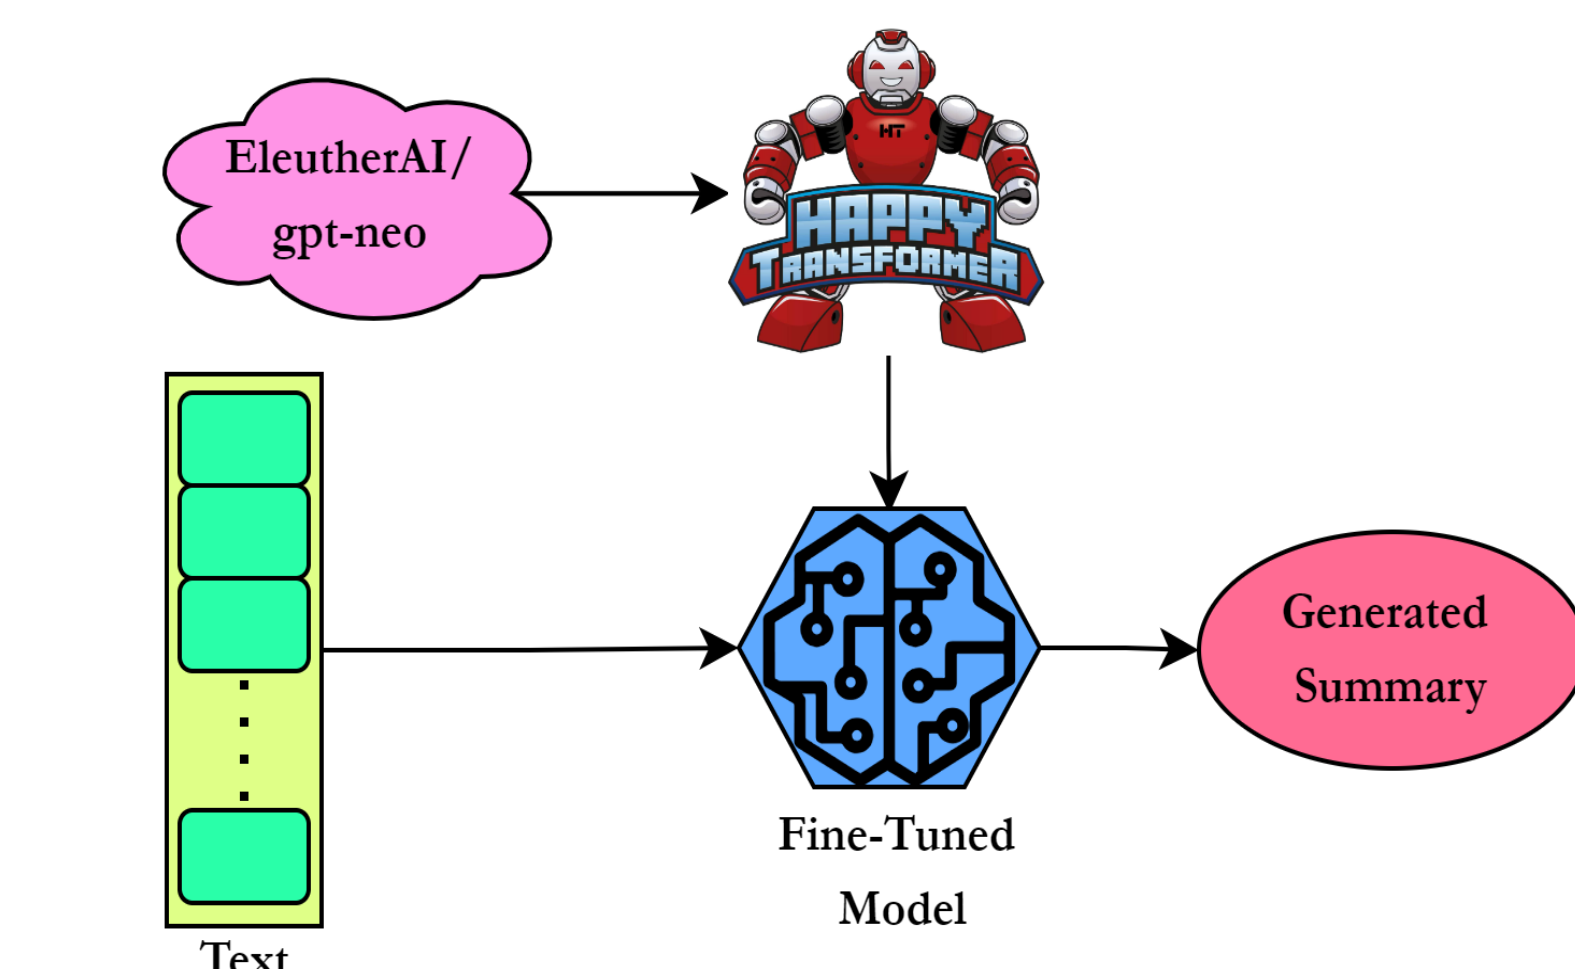 EleutherAI/
gpt-neo
HT
HAPPY
TRANSFORMER
Generated
Summary
Fine-Tuned
Model
Text